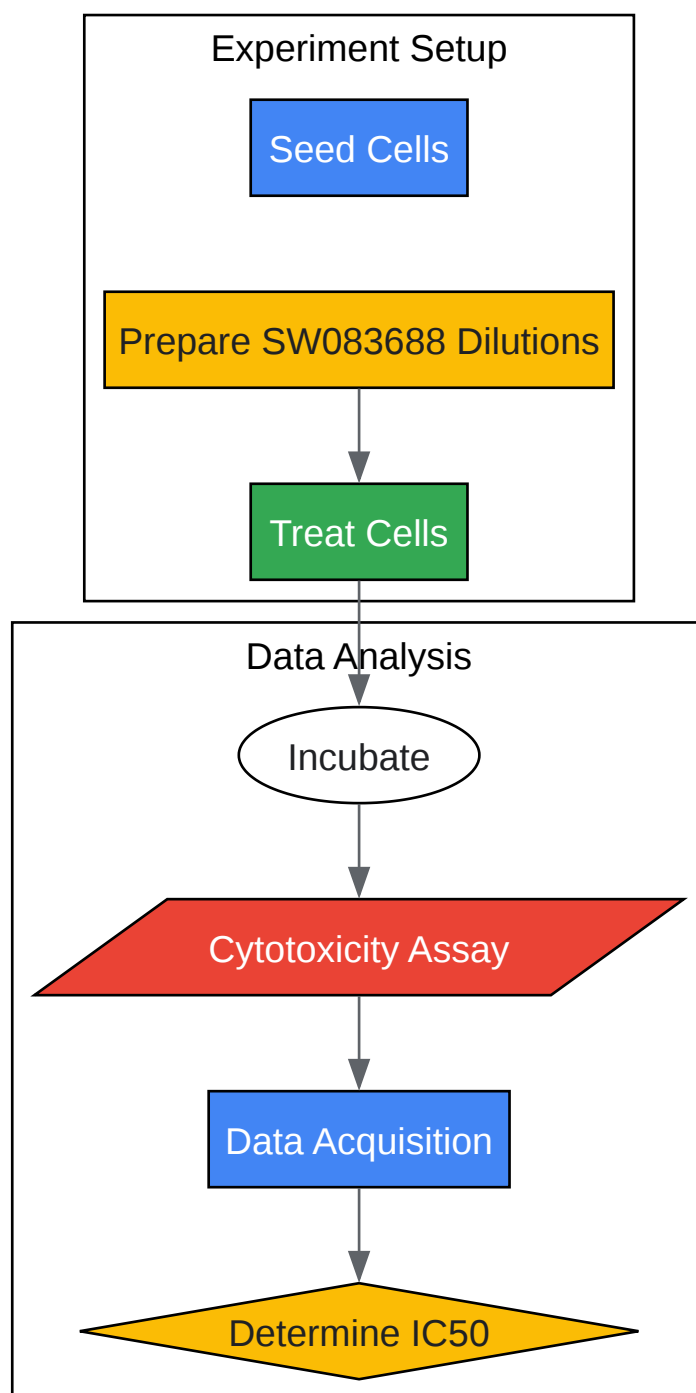 Experiment Setup
Seed Cells
Prepare SW083688 Dilutions
Treat Cells
Data Analysis
Incubate
Cytotoxicity Assay
Data Acquisition
Determine IC50